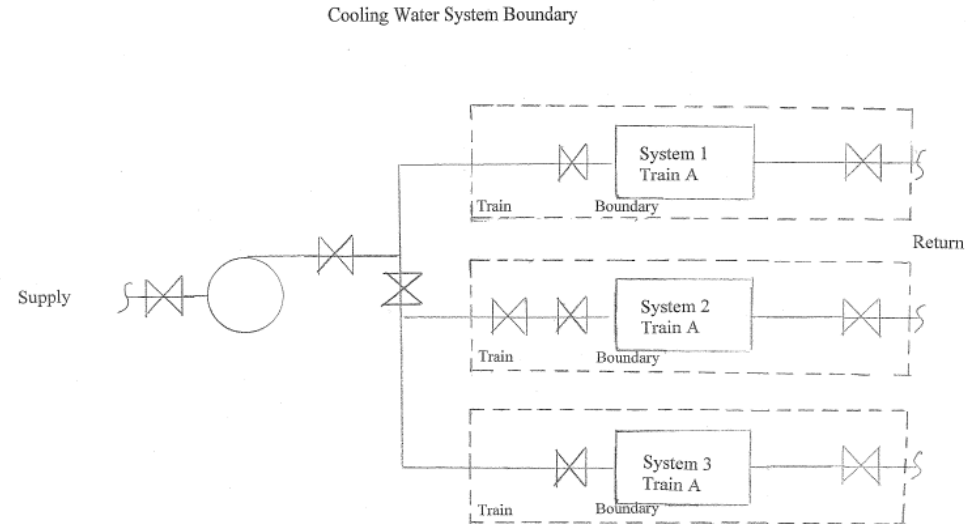 Cooling Water System Boundary
System 1
Train A
Train Boundary
Return
Supply
System 2
Train A
Train Boundary
System 3
Train A
Train Boundary